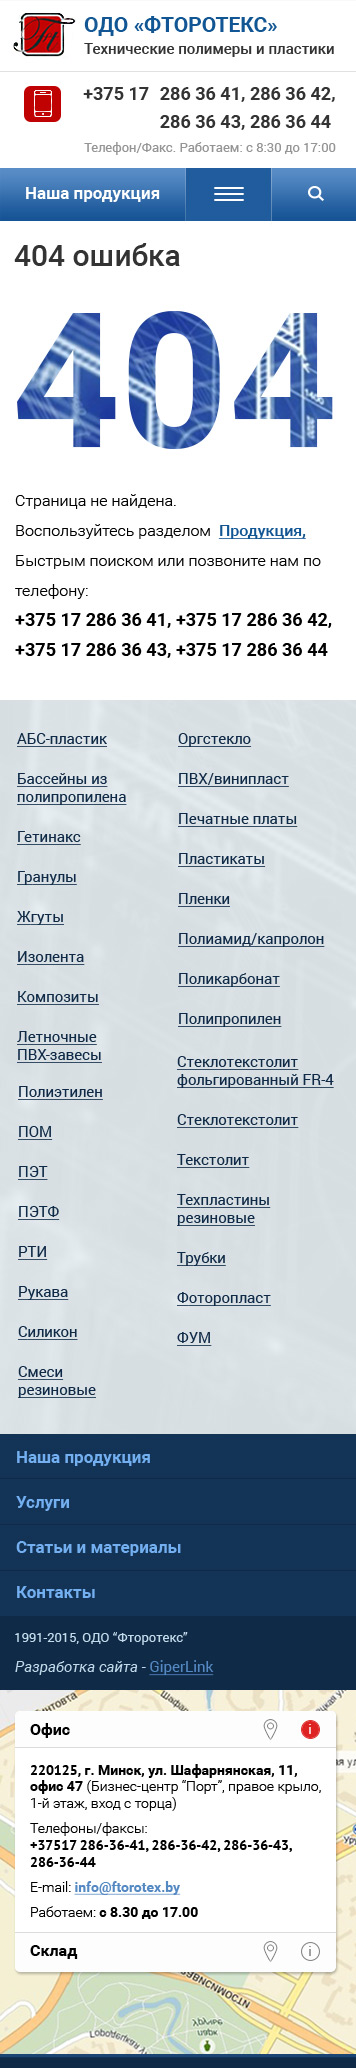 ОДО «ФТОРОТЕКС»
Технические полимеры и пластики
+375 17 286 36 41, 286 36 42,
286 36 43, 286 36 44
Телефон/Факс. Работаем: с 8:30 до 17:00
Наша продукция
404 ошибка
404
Страница не найдена.
Воспользуйтесь разделом Продукция,
Быстрым поиском или позвоните нам по
телефону:
+375 17 286 36 41, +375 17 286 36 42,
+375 17 286 36 43, +375 17 286 36 44
АБС-пластик
Бассейны из
полипропилена
Гетинакс
Гранулы
Жгуты
Изолента
Композиты
Леточные
ПВХ-завесы
Полиэтилен
ПОМ
ПЭТ
ПЭТФ
РТИ
Рукава
Силикон
Смеси
резиновые
Оргстекло
ПВХ/винипласт
Печатные платы
Пластикаты
Пленки
Полиамид/капролон
Поликарбонат
Полипропилен
Стеклотекстолит
фольгированный FR-4
Стеклотекстолит
Текстолит
Техпластины
резиновые
Трубки
Фоторопласт
ФУМ
Наша продукция
Услуги
Статьи и материалы
Контакты
1991-2015, ОДО “Фторотекс”
Разработка сайта - GiperLink
Офис
220125, г. Минск, ул. Шафарнянская, 11,
офис 47 (Бизнес-центр “Порт”, правое крыло,
1-й этаж, вход с торца)
Телефоны/факсы:
+37517 286-36-41, 286-36-42, 286-36-43,
286-36-44
E-mail: info@ftorotex.by
Работаем: с 8.30 до 17.00
Склад